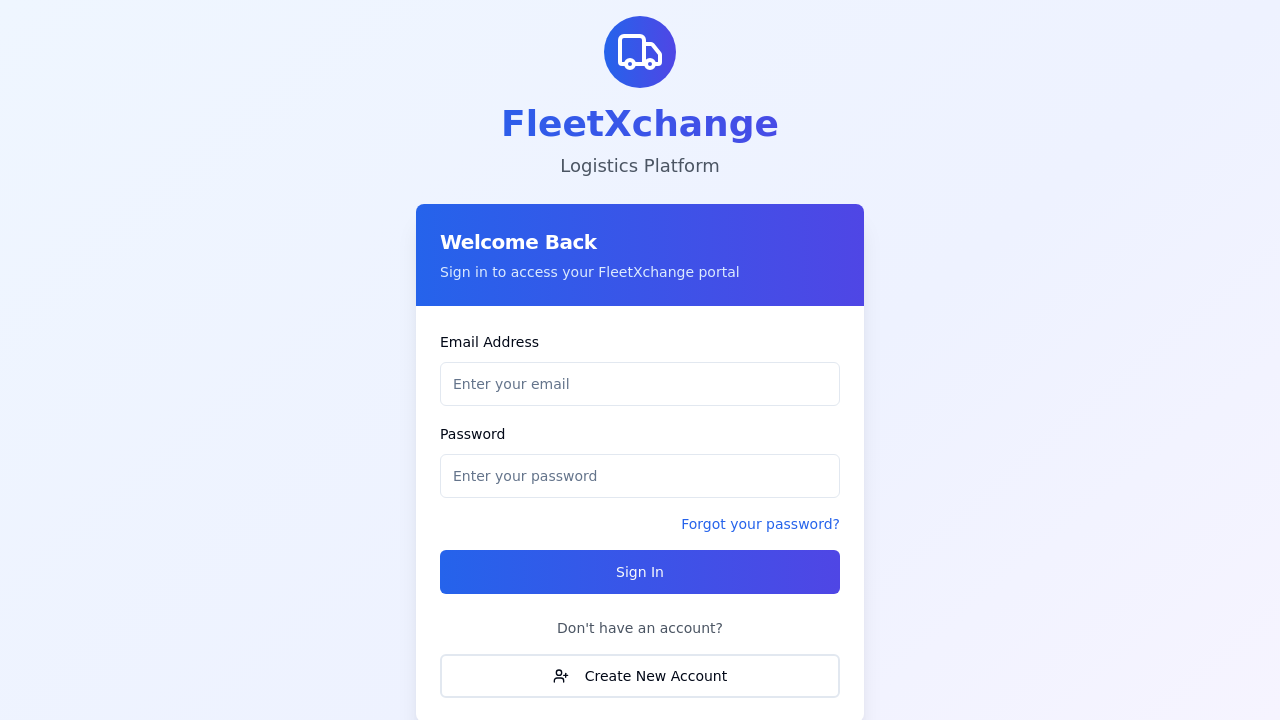 FleetXchange
Logistics Platform
Welcome Back
Sign in to access your FleetXchange portal
Email Address
Enter your email
Password
Enter your password
Forgot your password?
Sign In
Don't have an account?
Create New Account